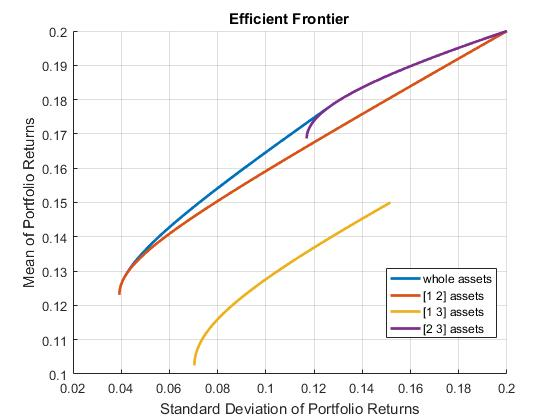 Efficient Frontier
Mean of Portfolio Returns
0.2
0.19
0.18
0.17
0.16
0.15
0.14
0.13
0.12
0.11
0.1
whole assets
[1 2] assets
[1 3] assets
[2 3] assets
0.02 0.04 0.06 0.08 0.1 0.12 0.14 0.16 0.18 0.2
Standard Deviation of Portfolio Returns